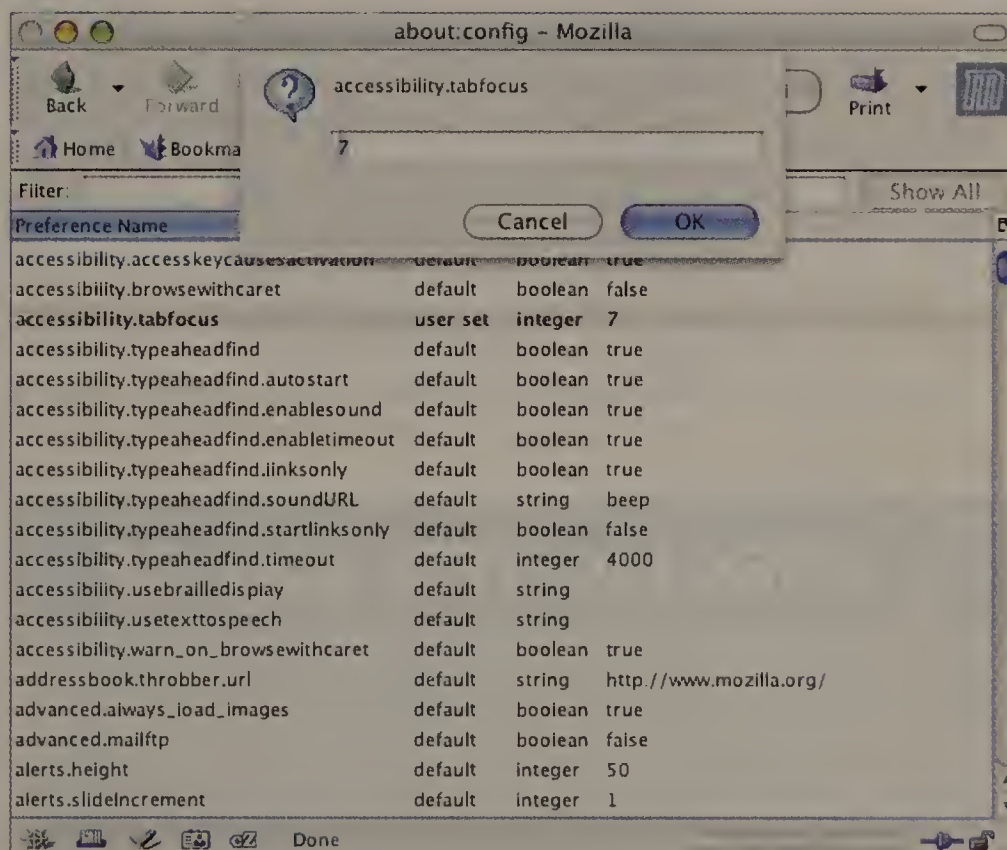 about:config – Mozilla
accessibility.tabfocus
Back
Forward
Print
Home
Bookma
7
Filter:
Show All
Cancel
OK
Preference Name
accessibility.accesskeycausesactivation default boolean true
accessibility.browsewithcaret default boolean false
accessibility.tabfocus user set integer 7
accessibility.typeaheadfind default boolean true
accessibility.typeaheadfind.autostart default boolean true
accessibility.typeaheadfind.enablesound default boolean true
accessibility.typeaheadfind.enabletimeout default boolean true
accessibility.typeaheadfind.linksonly default boolean true
accessibility.typeaheadfind.soundURL default string beep
accessibility.typeaheadfind.startlinksonly default boolean false
accessibility.typeaheadfind.timeout default integer 4000
accessibility.usebrailledisplay default string
accessibility.usetexttospeech default string
accessibility.warn_on_browsewithcaret default boolean true
addressbook.throbber.url default string http://www.mozilla.org/
advanced.always_load_images default boolean true
advanced.mailftp default boolean false
alerts.height default integer 50
alerts.slideIncrement default integer 1
Done